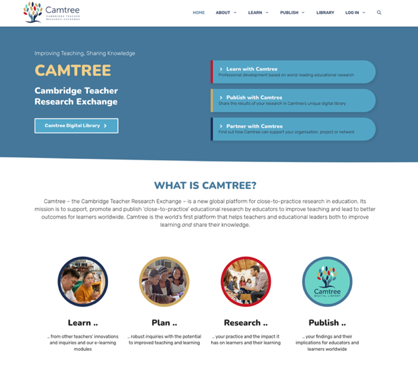 Camtree
CAMBRIDGE TEACHER
RESEARCH EXCHANGE
HOME
ABOUT
LEARN
PUBLISH
LIBRARY
LOG IN
Improving Teaching, Sharing Knowledge
CAMTREE
Cambridge Teacher
Research Exchange
Camtree Digital Library
Learn with Camtree
Professional development based on world-leading educational research
Publish with Camtree
Share the results of your research in Camtree's unique digital library
Partner with Camtree
Find out how Camtree can support your organisation, project or network
WHAT IS CAMTREE?
Camtree – the Cambridge Teacher Research Exchange – is a new global platform for close-to-practice research in education. Its
mission is to support, promote and publish 'close-to-practice' educational research by educators to improve teaching and lead to better
outcomes for learners worldwide. Camtree is the world's first platform that helps teachers and educational leaders both to improve
learning and share their knowledge.
Camtree
DIGITAL LIBRARY
Learn ..
.. from other teachers' innovations
and inquiries and our e-learning
modules
Plan ..
.. robust inquiries with the potential
to improved teaching and learning
Research ..
.. your practice and the impact it
has on learners and their learning
Publish ..
.. your findings and their
implications for educators and
learners worldwide